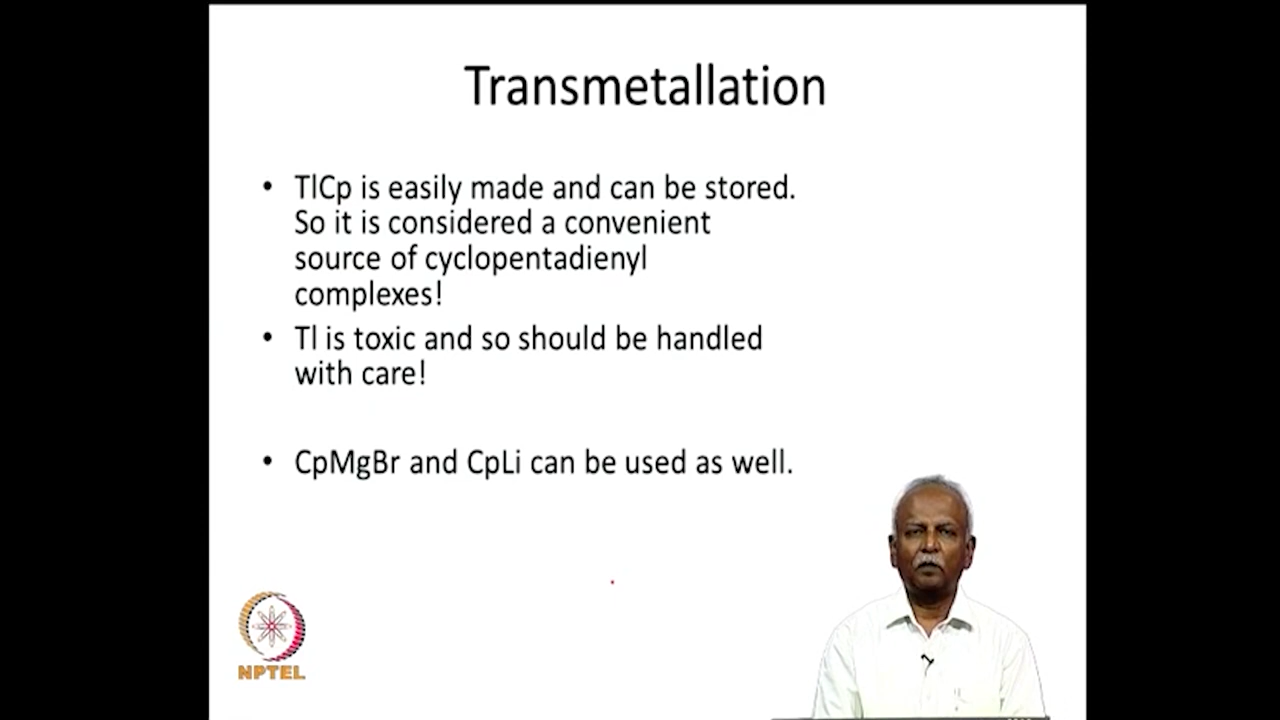 Transmetallation
• TlCp is easily made and can be stored.
So it is considered a convenient
source of cyclopentadienyl
complexes!
• Tl is toxic and so should be handled
with care!
• CpMgBr and CpLi can be used as well.
NPTEL